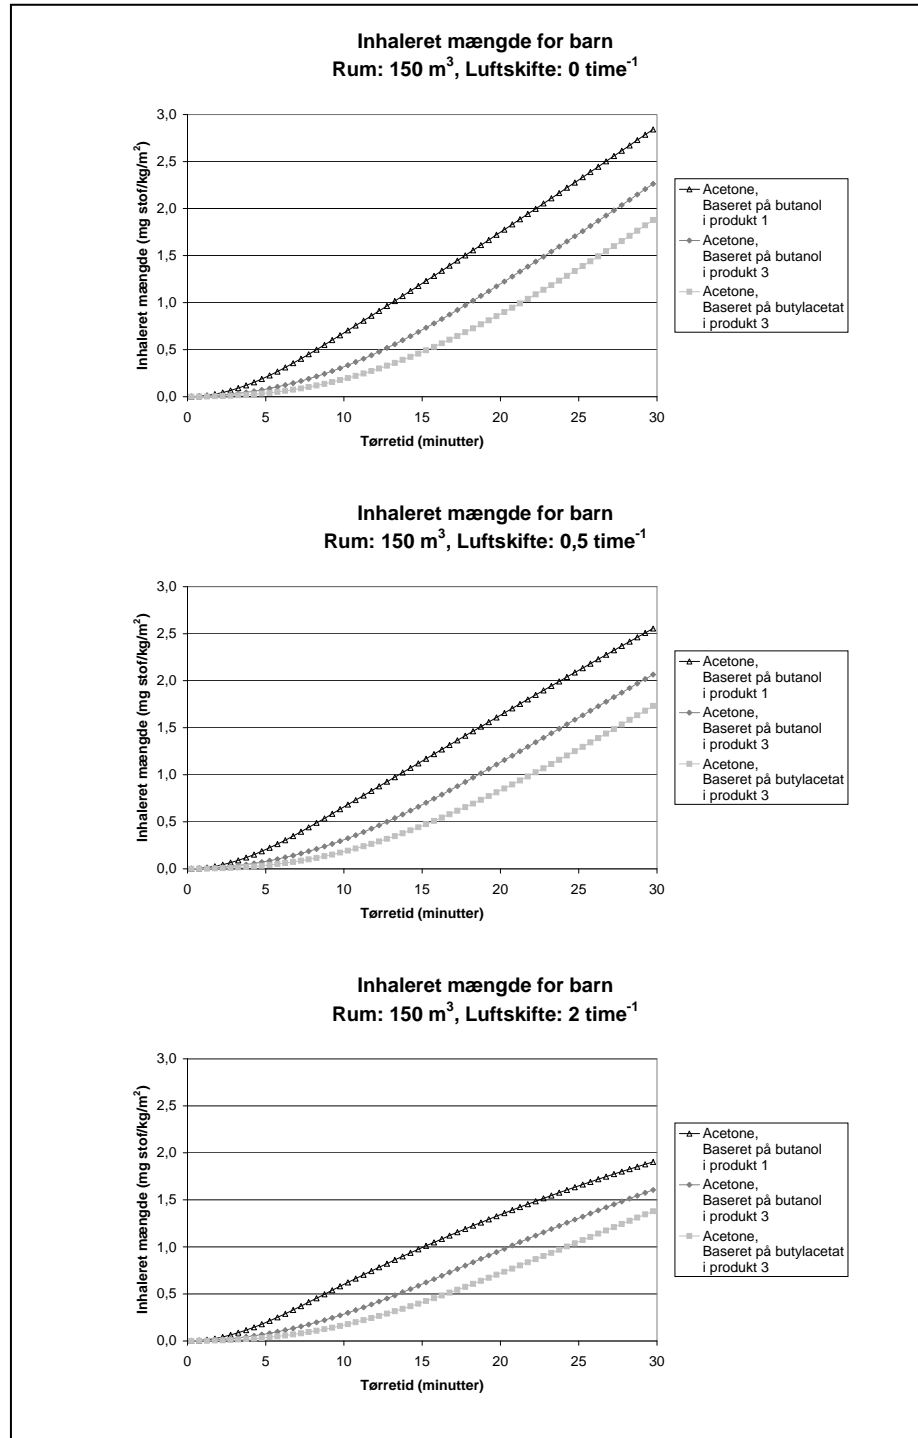 Inhaleret mængde for barn
Rum: 150 m³, Luftskifte: 0 time⁻¹
Inhaleret mængde (mg stof/kg/m²)
3,0
2,5
2,0
1,5
1,0
0,5
0,0
0 5 10 15 20 25 30
Tørretid (minutter)
Acetone,
Baseret på butanol
i produkt 1
Acetone,
Baseret på butanol
i produkt 3
Acetone,
Baseret på butylacetat
i produkt 3
Inhaleret mængde for barn
Rum: 150 m³, Luftskifte: 0,5 time⁻¹
Inhaleret mængde (mg stof/kg/m²)
3,0
2,5
2,0
1,5
1,0
0,5
0,0
0 5 10 15 20 25 30
Tørretid (minutter)
Acetone,
Baseret på butanol
i produkt 1
Acetone,
Baseret på butanol
i produkt 3
Acetone,
Baseret på butylacetat
i produkt 3
Inhaleret mængde for barn
Rum: 150 m³, Luftskifte: 2 time⁻¹
Inhaleret mængde (mg stof/kg/m²)
3,0
2,5
2,0
1,5
1,0
0,5
0,0
0 5 10 15 20 25 30
Tørretid (minutter)
Acetone,
Baseret på butanol
i produkt 1
Acetone,
Baseret på butanol
i produkt 3
Acetone,
Baseret på butylacetat
i produkt 3